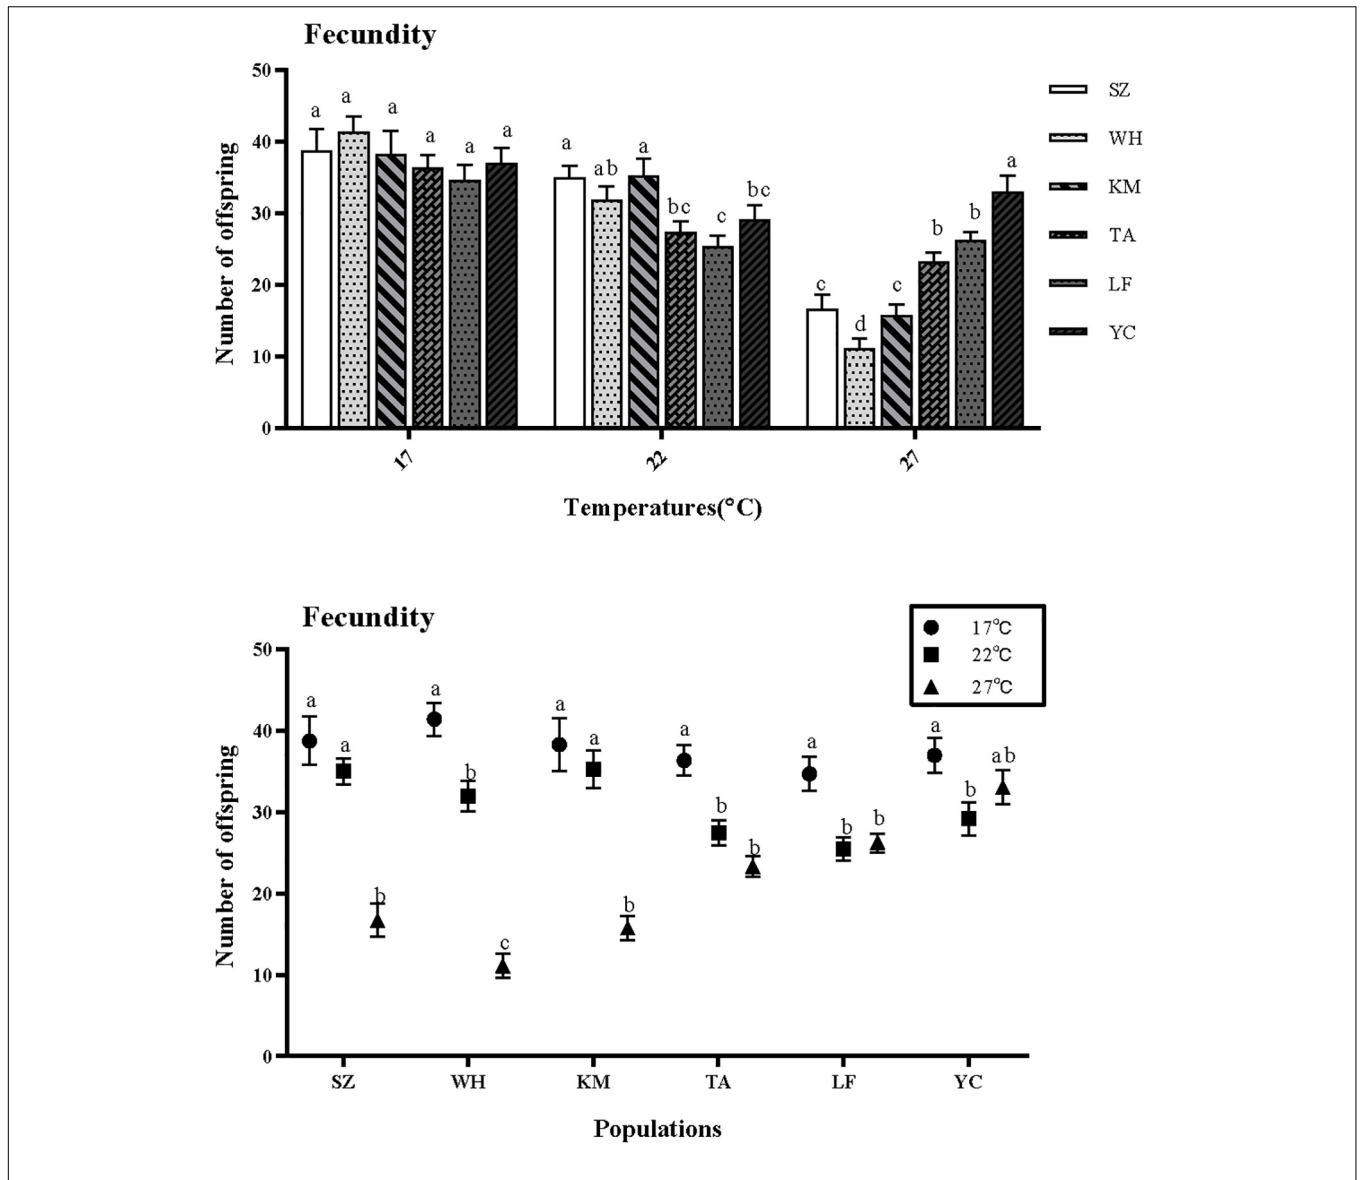 Fecundity
Number of offspring
50
40
30
20
10
0
a
a
a
a
a
a
a
ab
a
bc
c
bc
c
d
c
b
b
a
17
22
27
Temperatures(°C)
SZ
WH
KM
TA
LF
YC
Fecundity
17°C
22°C
27°C
Number of offspring
50
40
30
20
10
0
a
a
b
a
b
c
a
a
b
a
b
b
a
b
b
a
b
ab
SZ
WH
KM
TA
LF
YC
Populations